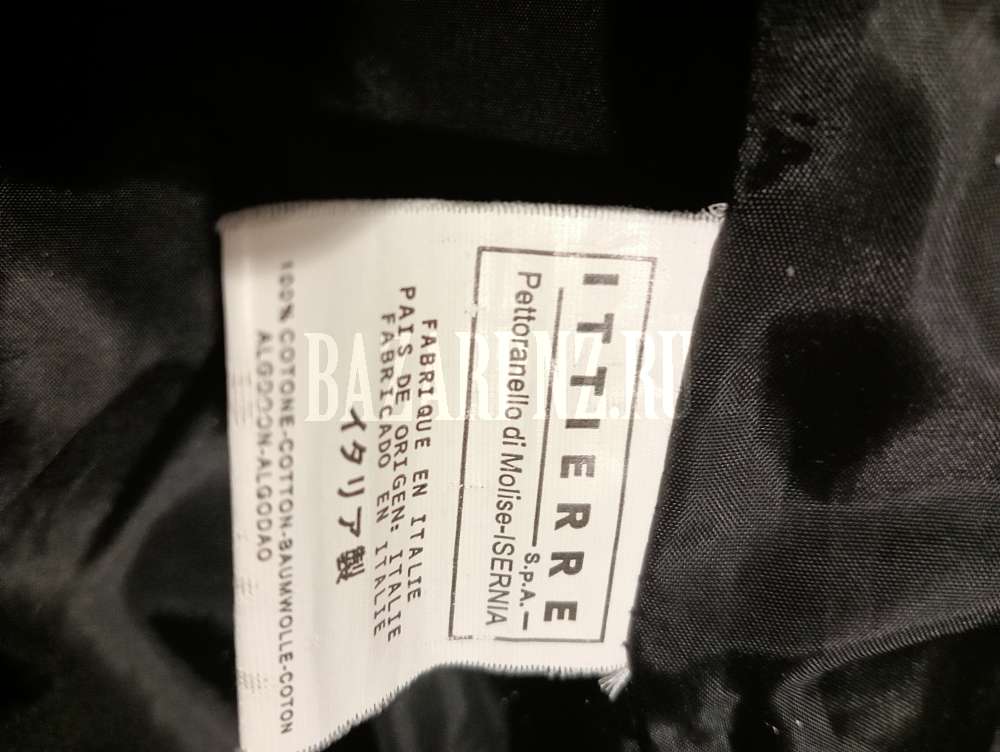 ITTIERRE
S.p.A.
Pettoranello di Molise-ISERNIA
FABRIQUE EN ITALIE
PAIS DE ORIGEN: ITALIE
FABRICADO EN ITALIE
イタリア製
100% COTONE-COTTON-BAUMWOLLE-COTON
ALGODON-ALGODAO
BAZARENZ.RU